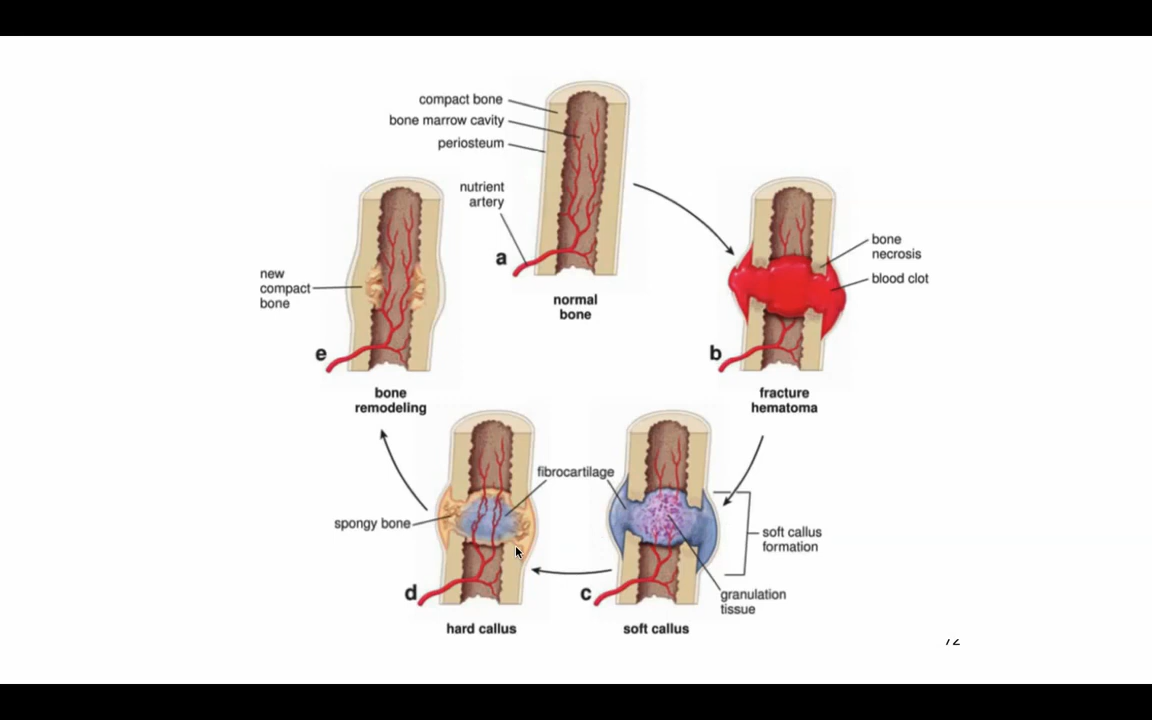 compact bone
bone marrow cavity
periosteum
nutrient
artery
a
normal
bone
bone
necrosis
blood clot
b
fracture
hematoma
new
compact
bone
e
bone
remodeling
fibrocartilage
spongy bone
d
hard callus
soft callus
formation
granulation
tissue
c
soft callus